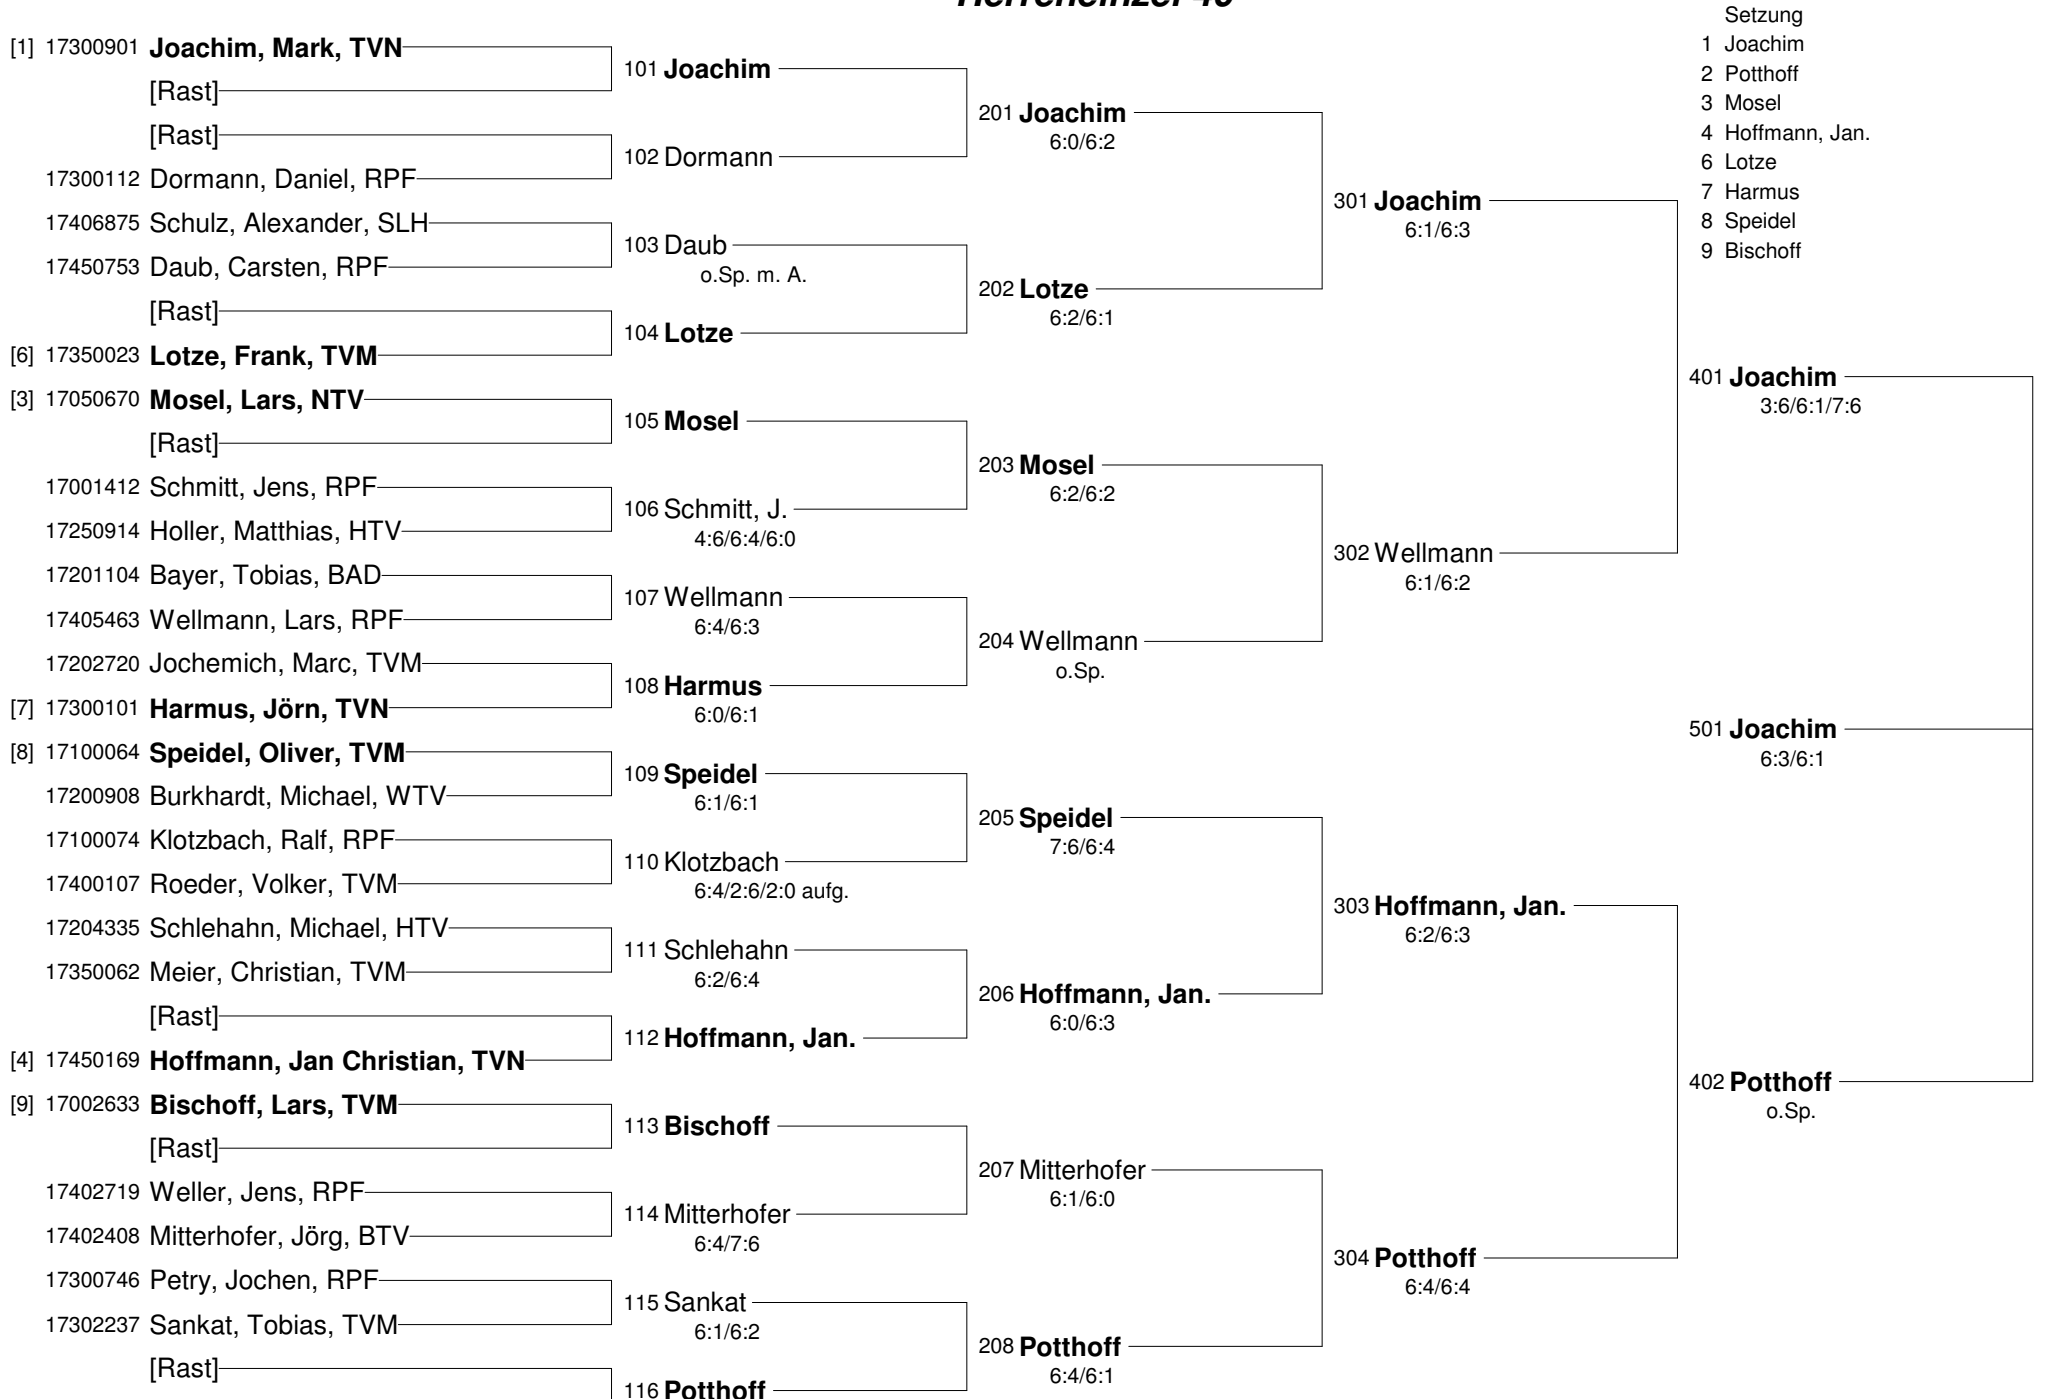 Herreneinzel 40
Setzung
1 Joachim
2 Potthoff
3 Mosel
4 Hoffmann, Jan.
6 Lotze
7 Harmus
8 Speidel
9 Bischoff
[1] 17300901 Joachim, Mark, TVN
[Rast]
[Rast]
17300112 Dormann, Daniel, RPF
17406875 Schulz, Alexander, SLH
17450753 Daub, Carsten, RPF
[Rast]
[6] 17350023 Lotze, Frank, TVM
[3] 17050670 Mosel, Lars, NTV
[Rast]
17001412 Schmitt, Jens, RPF
17250914 Holler, Matthias, HTV
17201104 Bayer, Tobias, BAD
17405463 Wellmann, Lars, RPF
17202720 Jochemich, Marc, TVM
[7] 17300101 Harmus, Jörn, TVN
[8] 17100064 Speidel, Oliver, TVM
17200908 Burkhardt, Michael, WTV
17100074 Klotzbach, Ralf, RPF
17400107 Roeder, Volker, TVM
17204335 Schlehahn, Michael, HTV
17350062 Meier, Christian, TVM
[Rast]
[4] 17450169 Hoffmann, Jan Christian, TVN
[9] 17002633 Bischoff, Lars, TVM
[Rast]
17402719 Weller, Jens, RPF
17402408 Mitterhofer, Jörg, BTV
17300746 Petry, Jochen, RPF
17302237 Sankat, Tobias, TVM
[Rast]
101 Joachim
102 Dormann
103 Daub
o.Sp. m. A.
104 Lotze
105 Mosel
106 Schmitt, J.
4:6/6:4/6:0
107 Wellmann
6:4/6:3
108 Harmus
6:0/6:1
109 Speidel
6:1/6:1
110 Klotzbach
6:4/2:6/2:0 aufg.
111 Schlehahn
6:2/6:4
112 Hoffmann, Jan.
113 Bischoff
114 Mitterhofer
6:4/7:6
115 Sankat
6:1/6:2
116 Potthoff
201 Joachim
6:0/6:2
202 Lotze
6:2/6:1
203 Mosel
6:2/6:2
204 Wellmann
o.Sp.
205 Speidel
7:6/6:4
206 Hoffmann, Jan.
6:0/6:3
207 Mitterhofer
6:1/6:0
208 Potthoff
6:4/6:1
301 Joachim
6:1/6:3
302 Wellmann
6:1/6:2
303 Hoffmann, Jan.
6:2/6:3
304 Potthoff
6:4/6:4
401 Joachim
3:6/6:1/7:6
501 Joachim
6:3/6:1
402 Potthoff
o.Sp.